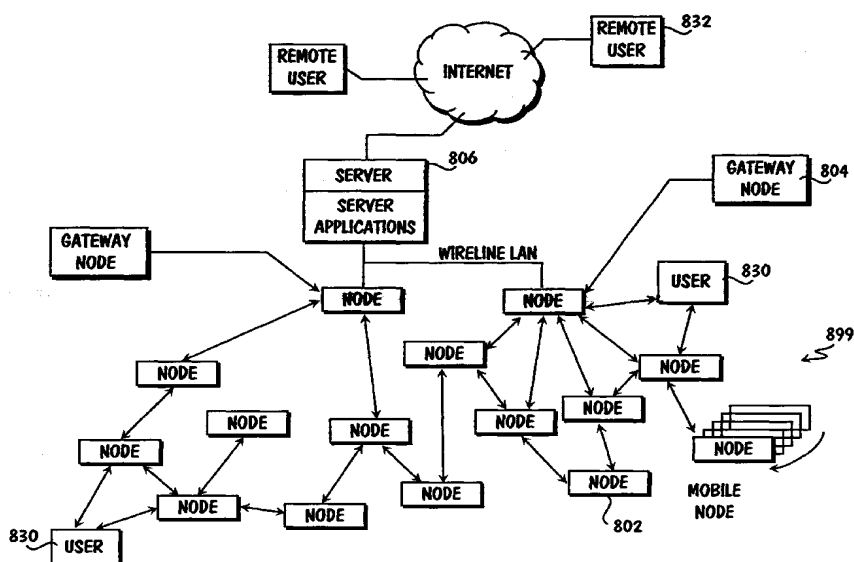 REMOTE
USER
832
REMOTE
USER
INTERNET
806
SERVER
SERVER
APPLICATIONS
GATEWAY
NODE
804
GATEWAY
NODE
WIRELINE LAN
USER
830
NODE
NODE
899
NODE
NODE
NODE
NODE
NODE
NODE
NODE
NODE
NODE
NODE
NODE
NODE
NODE
NODE
MOBILE
NODE
802
830
USER